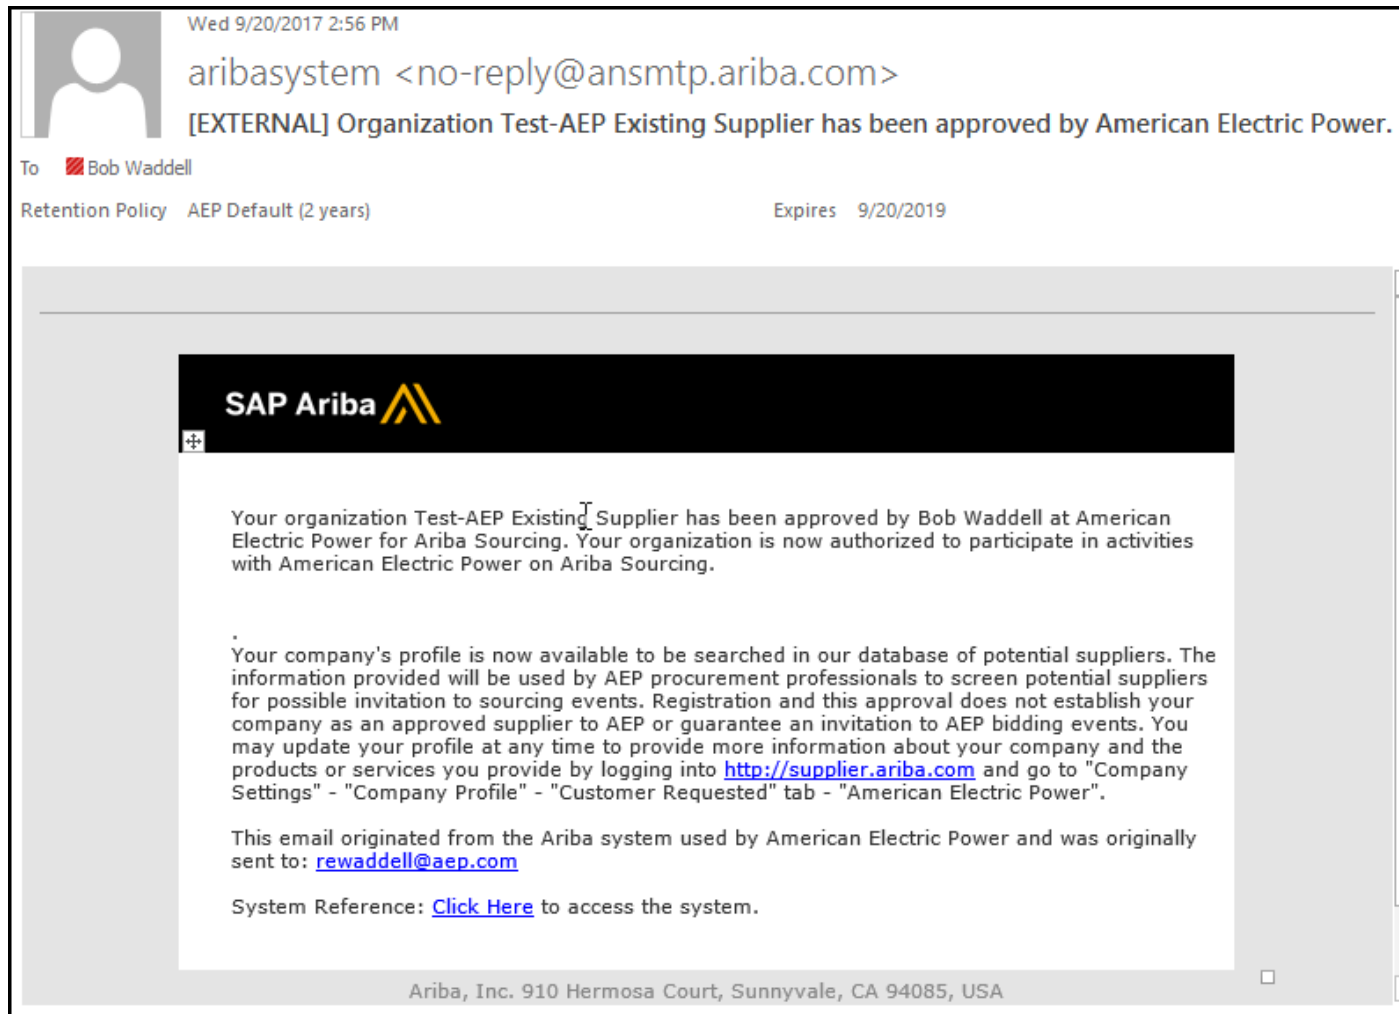 Wed 9/20/2017 2:56 PM
aribasystem <no-reply@ansmtp.ariba.com>
[EXTERNAL] Organization Test-AEP Existing Supplier has been approved by American Electric Power.
To Bob Waddell
Retention Policy AEP Default (2 years) Expires 9/20/2019
SAP Ariba
Your organization Test-AEP Existing Supplier has been approved by Bob Waddell at American
Electric Power for Ariba Sourcing. Your organization is now authorized to participate in activities
with American Electric Power on Ariba Sourcing.
.
Your company's profile is now available to be searched in our database of potential suppliers. The
information provided will be used by AEP procurement professionals to screen potential suppliers
for possible invitation to sourcing events. Registration and this approval does not establish your
company as an approved supplier to AEP or guarantee an invitation to AEP bidding events. You
may update your profile at any time to provide more information about your company and the
products or services you provide by logging into http://supplier.ariba.com and go to "Company
Settings" - "Company Profile" - "Customer Requested" tab - "American Electric Power".
This email originated from the Ariba system used by American Electric Power and was originally
sent to: rewaddell@aep.com
System Reference: Click Here to access the system.
Ariba, Inc. 910 Hermosa Court, Sunnyvale, CA 94085, USA